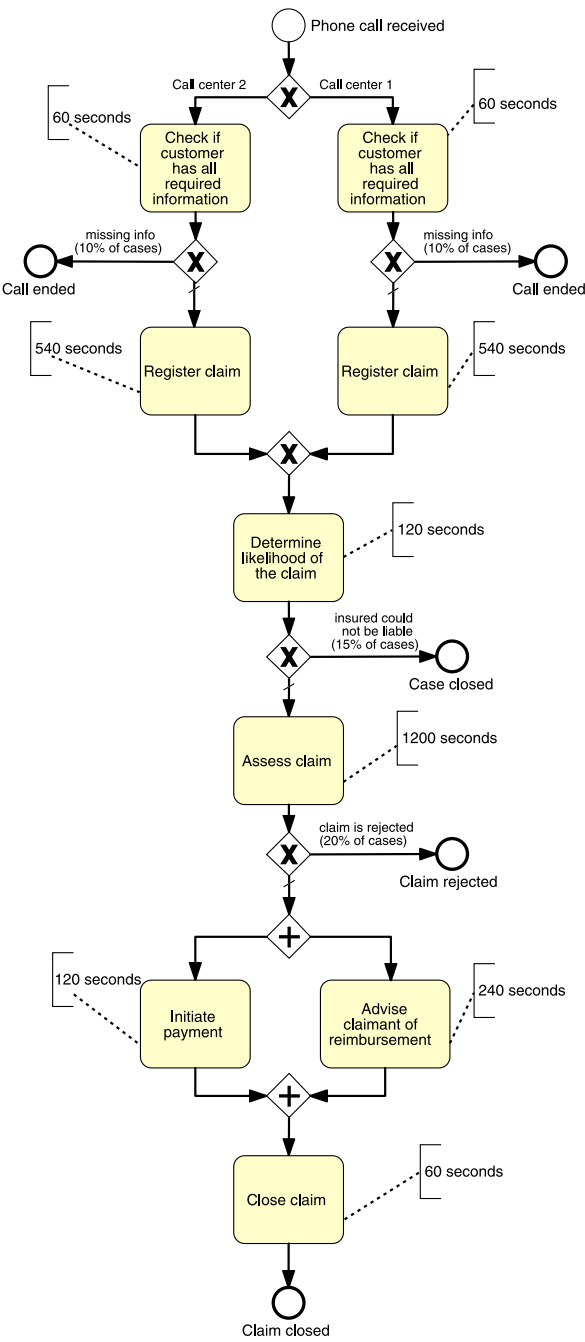 Phone call received
Call center 2
Call center 1
X
60 seconds
60 seconds
Check if
customer
has all
required
information
Check if
customer
has all
required
information
missing info
(10% of cases)
missing info
(10% of cases)
X
X
Call ended
Call ended
540 seconds
540 seconds
Register claim
Register claim
X
120 seconds
Determine
likelihood of
the claim
insured could
not be liable
(15% of cases)
X
Case closed
1200 seconds
Assess claim
claim is rejected
(20% of cases)
X
Claim rejected
+
120 seconds
240 seconds
Initiate
payment
Advise
claimant of
reimbursement
+
60 seconds
Close claim
Claim closed